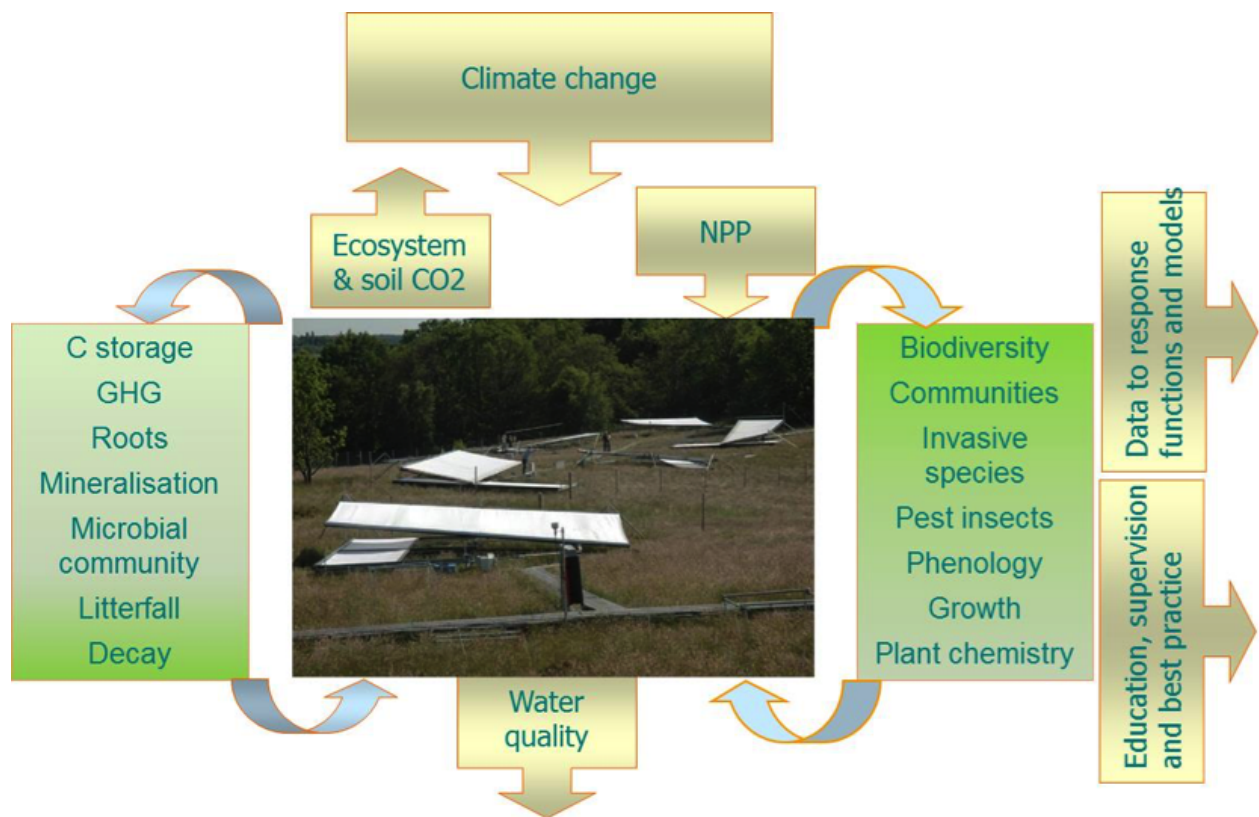 Climate change
Ecosystem
& soil CO2
NPP
C storage
GHG
Roots
Mineralisation
Microbial
community
Litterfall
Decay
Biodiversity
Communities
Invasive
species
Pest insects
Phenology
Growth
Plant chemistry
Water
quality
Data to response
functions and models
Education, supervision
and best practice